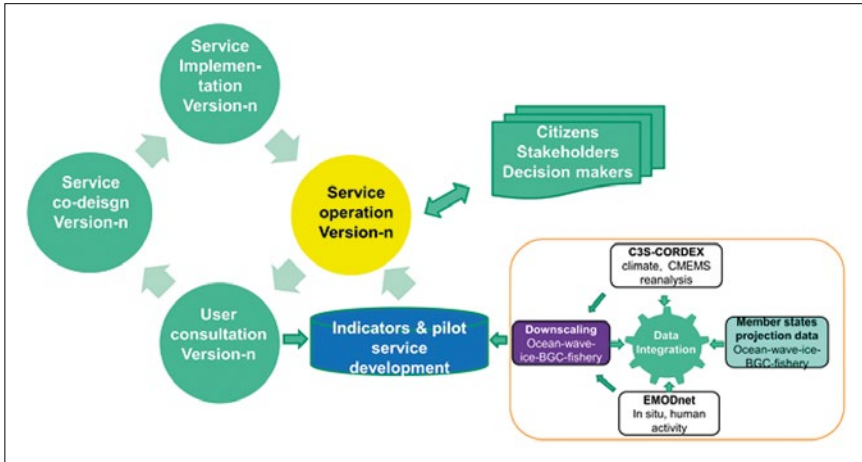 Service
Implemen-
tation
Version-n
Citizens
Stakeholders
Decision makers
Service
co-deisgn
Version-n
Service
operation
Version-n
User
consultation
Version-n
Indicators & pilot
service
development
C3S-CORDEX
climate, CMEMS
reanalysis
Downscaling
Ocean-wave-
ice-BGC-fishery
Data
Integration
Member states
projection data
Ocean-wave-ice-
BGC-fishery
EMODnet
In situ, human
activity